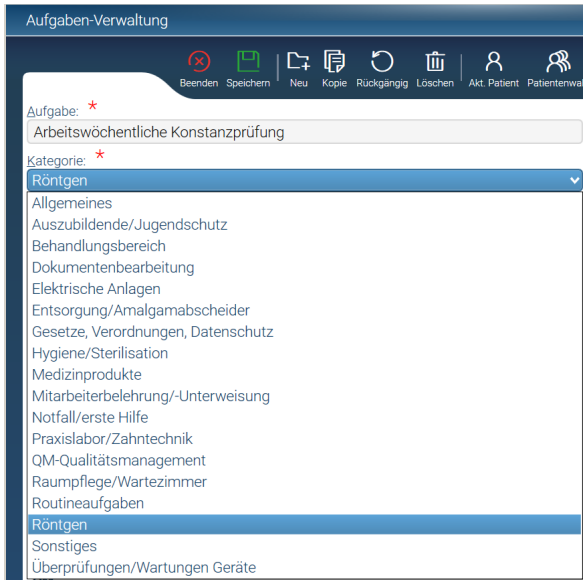 Aufgaben-Verwaltung
Beenden Speichern Neu Kopie Rückgängig Löschen Akt. Patient Patientenwal
Aufgabe: *
Arbeitswöchentliche Konstanzprüfung
Kategorie: *
Röntgen
Allgemeines
Auszubildende/Jugendschutz
Behandlungsbereich
Dokumentenbearbeitung
Elektrische Anlagen
Entsorgung/Amalgamabscheider
Gesetze, Verordnungen, Datenschutz
Hygiene/Sterilisation
Medizinprodukte
Mitarbeiterbelehrung/-Unterweisung
Notfall/erste Hilfe
Praxislabor/Zahntechnik
QM-Qualitätsmanagement
Raumpflege/Wartezimmer
Routineaufgaben
Röntgen
Sonstiges
Überprüfungen/Wartungen Geräte